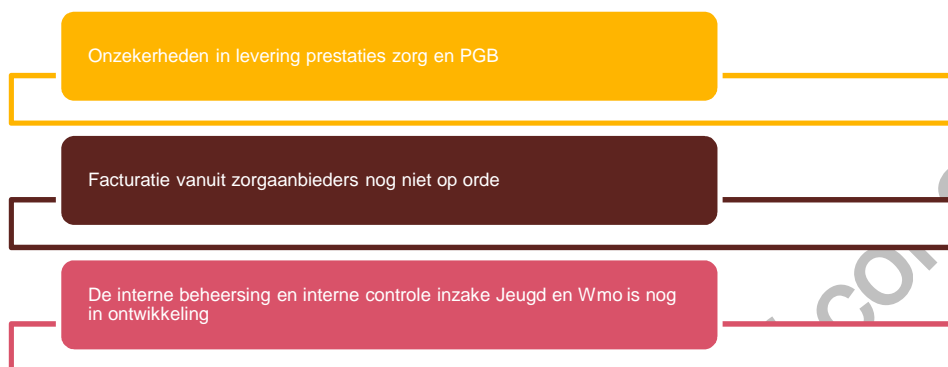 Onzekerheden in levering prestaties zorg en PGB
Facturatie vanuit zorgaanbieders nog niet op orde
De interne beheersing en interne controle inzake Jeugd en Wmo is nog
in ontwikkeling